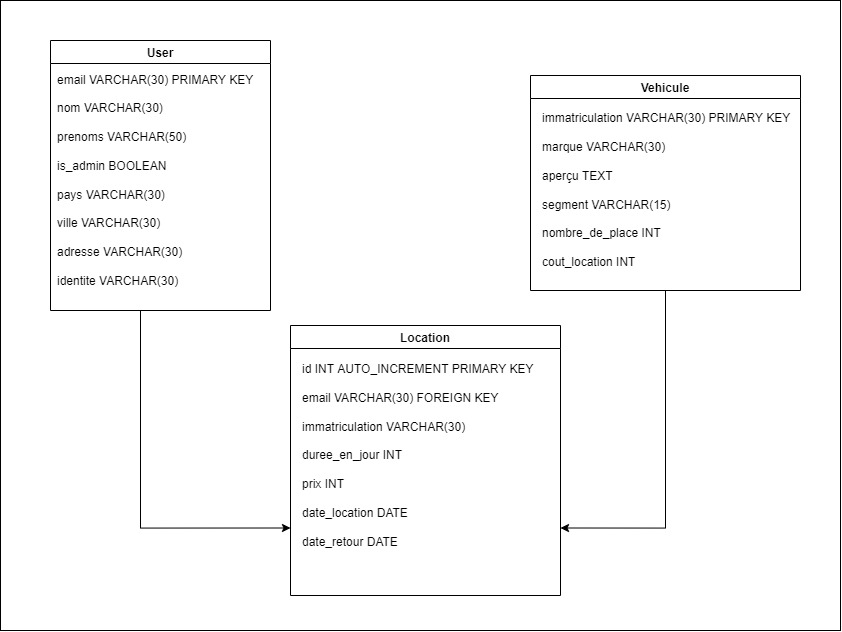 User
email VARCHAR(30) PRIMARY KEY
nom VARCHAR(30)
prenoms VARCHAR(50)
is_admin BOOLEAN
pays VARCHAR(30)
ville VARCHAR(30)
adresse VARCHAR(30)
identite VARCHAR(30)
Vehicule
immatriculation VARCHAR(30) PRIMARY KEY
marque VARCHAR(30)
aperçu TEXT
segment VARCHAR(15)
nombre_de_place INT
cout_location INT
Location
id INT AUTO_INCREMENT PRIMARY KEY
email VARCHAR(30) FOREIGN KEY
immatriculation VARCHAR(30)
duree_en_jour INT
prix INT
date_location DATE
date_retour DATE